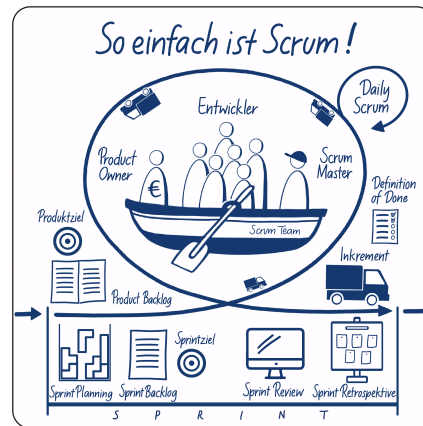 So einfach ist Scrum!
Daily
Scrum
Entwickler
Product
Owner
€
Scrum
Master
Definition
of Done
Scrum Team
Produktziel
Inkrement
Product Backlog
Sprintziel
Sprint Planning
Sprint Backlog
Sprint Review
Sprint Retrospektive
SPRINT